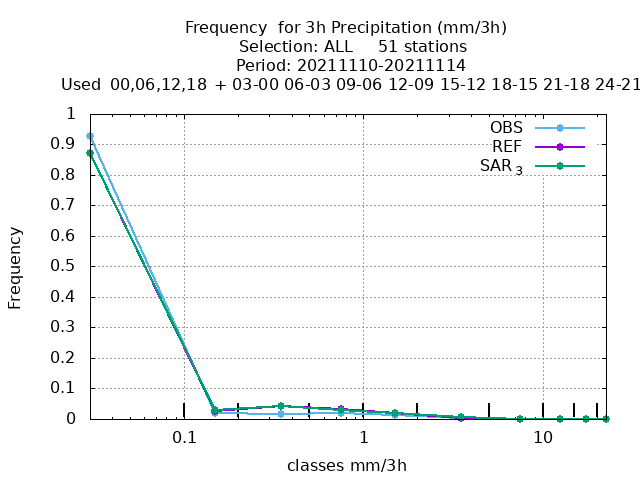 Frequency  for 3h Precipitation (mm/3h)
Selection: ALL     51 stations
Period: 20211110-20211114
Used  00,06,12,18  + 03-00 06-03 09-06 12-09 15-12 18-15 21-18 24-21
OBS
REF
SAR 3
1
0.9
0.8
0.7
0.6
0.5
0.4
0.3
0.2
0.1
0
Frequency
0.1 1 10
classes mm/3h